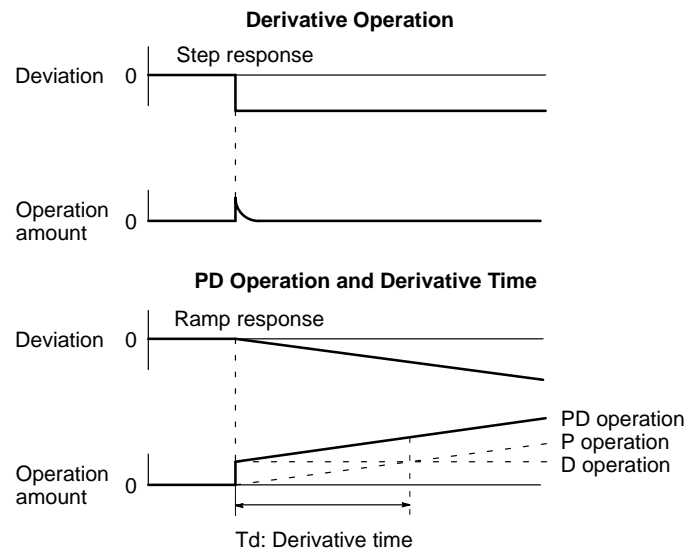 Derivative Operation
Step response
Deviation 0
Operation
amount 0
PD Operation and Derivative Time
Ramp response
Deviation 0
PD operation
P operation
D operation
Operation
amount 0
Td: Derivative time